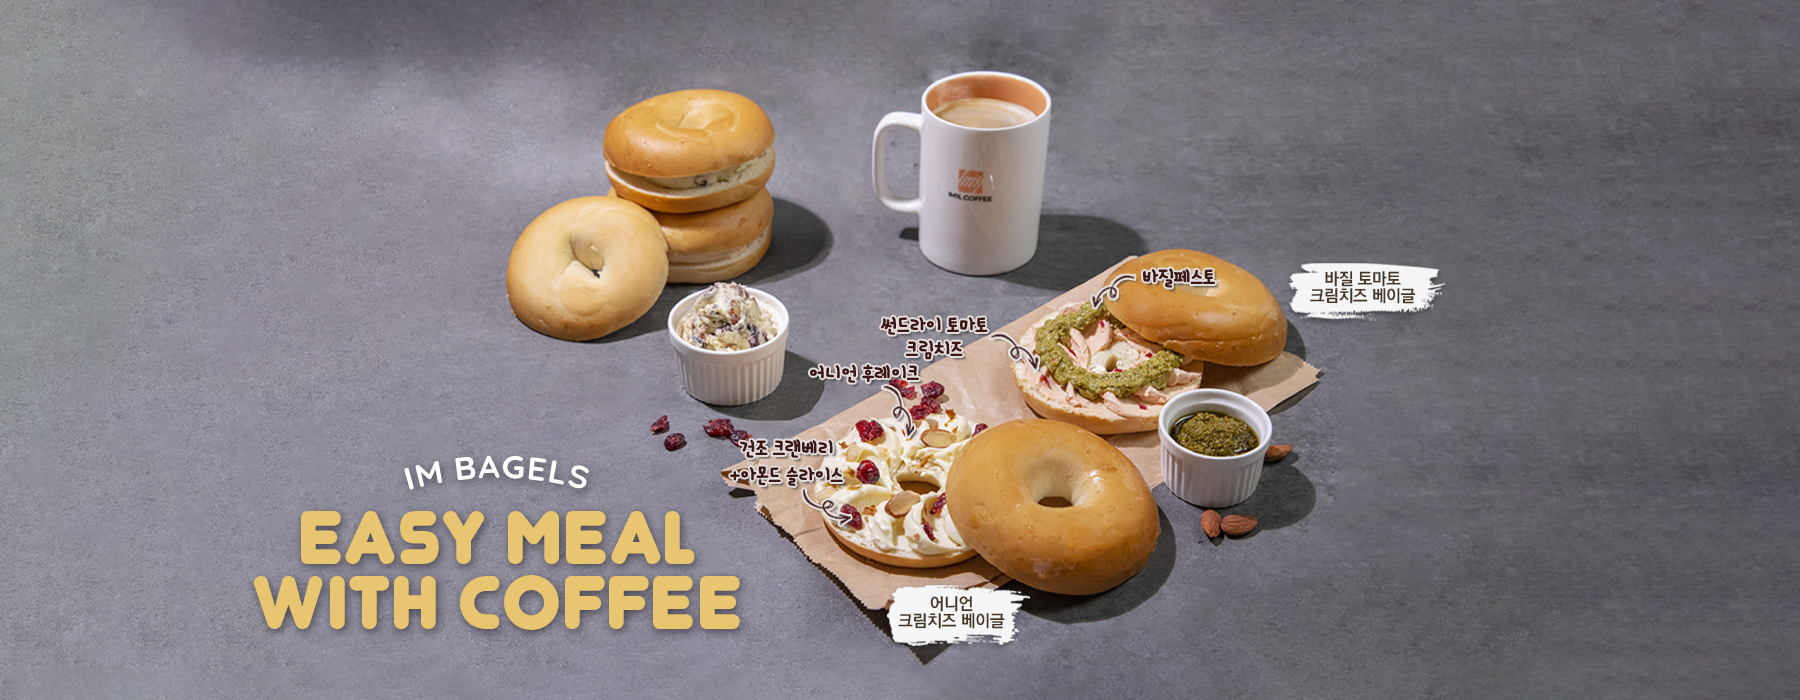 IMIL COFFEE
바질페스토
바질 토마토
크림치즈 베이글
썬드라이 토마토
크림치즈
어니언 후레이크
건조 크랜베리
+아몬드 슬라이스
IM BAGELS
EASY MEAL
WITH COFFEE
어니언
크림치즈 베이글